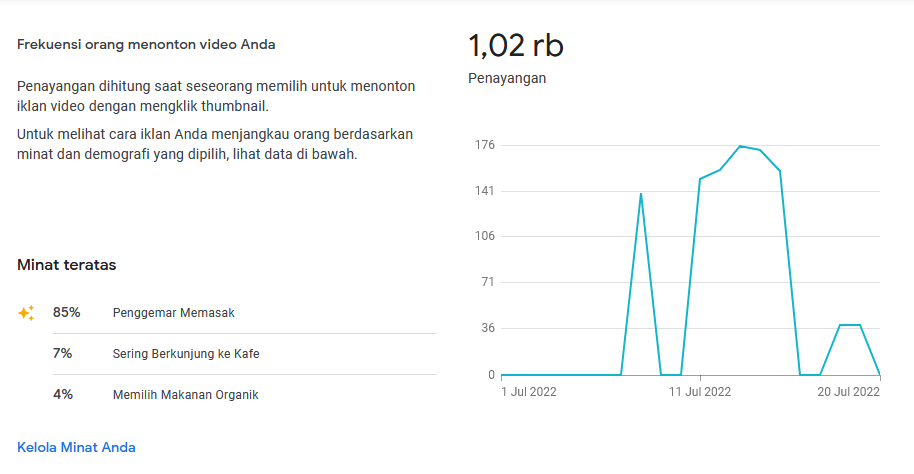 Frekuensi orang menonton video Anda
Penayangan dihitung saat seseorang memilih untuk menonton
iklan video dengan mengklik thumbnail.
Untuk melihat cara iklan Anda menjangkau orang berdasarkan
minat dan demografi yang dipilih, lihat data di bawah.
Minat teratas
85% Penggemar Memasak
7% Sering Berkunjung ke Kafe
4% Memilih Makanan Organik
Kelola Minat Anda
1,02 rb
Penayangan
176
141
106
71
36
0
1 Jul 2022 11 Jul 2022 20 Jul 2022